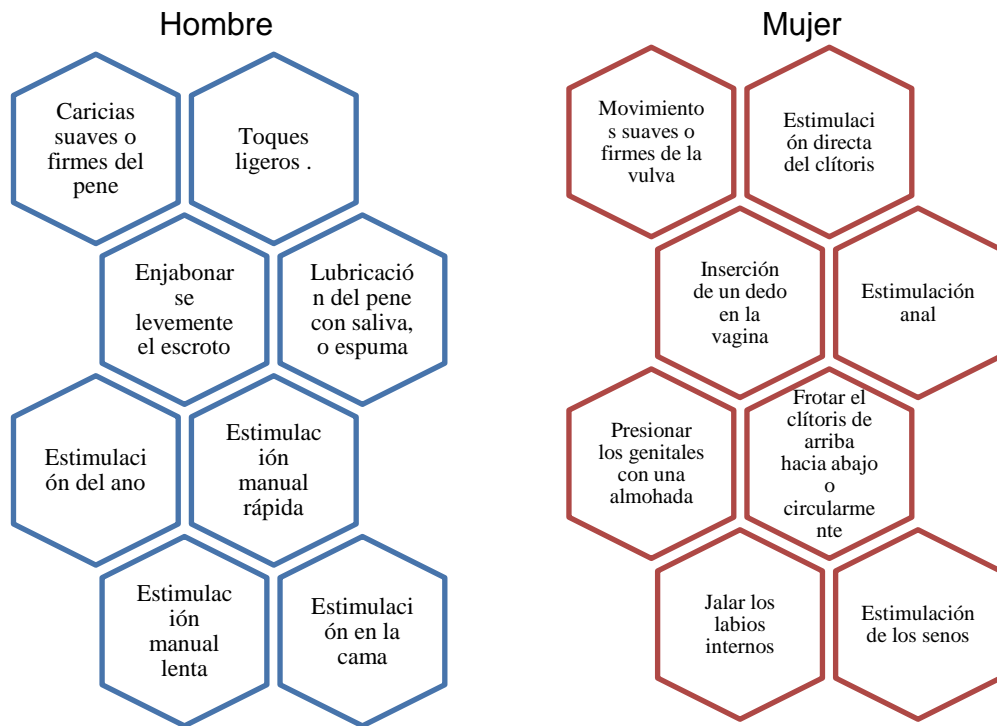 Hombre
Caricias
suaves o
firmes del
pene
Toques
ligeros .
Enjabonar
se
levemente
el escroto
Lubricació
n del pene
con saliva,
o espuma
Estimulaci
ón del ano
Estimulac
ión
manual
rápida
Estimulac
ión
manual
lenta
Estimulaci
ón en la
cama
Mujer
Movimiento
s suaves o
firmes de la
vulva
Estimulaci
ón directa
del clítoris
Inserción
de un dedo
en la
vagina
Estimulación
anal
Presionar
los genitales
con una
almohada
Frotar el
clítoris de
arriba
hacia abajo
o
circularme
nte
Jalar los
labios
internos
Estimulación
de los senos